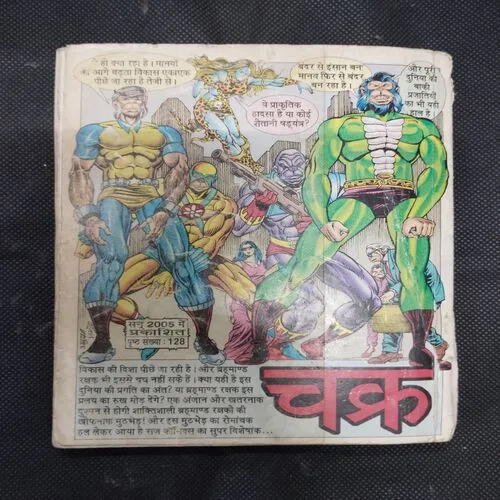 हो क्या रहा है। मानवों
के आगे बढ़ता विकास एकाएक
पीछे जा रहा है तेजी से।
बंदर से इंसान बना
मानव फिर से बंदर
बन रहा है।
और पूरी
दुनिया की
बाकी
प्रजातियों
का भी यही
हाल है।
ये प्राकृतिक
हादसा है या कोई
शैतानी षड्यंत्र?
सन् 2005 में
प्रकाशित
पृष्ठ संख्या: 128
विकास की दिशा पीछे जा रही है। और ब्रह्माण्ड
रक्षक भी इससे बच नहीं सके हैं। क्या यही है इस
दुनिया की प्रगति का अंत? या ब्रह्माण्ड रक्षक इस
प्रलय का रुख मोड़ देंगे? एक अंजान और खतरनाक
दुश्मन से होगी शक्तिशाली ब्रह्माण्ड रक्षकों की
खौफनाक मुठभेड़! और इस मुठभेड़ का रोमांचक
हल लेकर आया है राज कॉमिक्स का सुपर विशेषांक...
चक्र